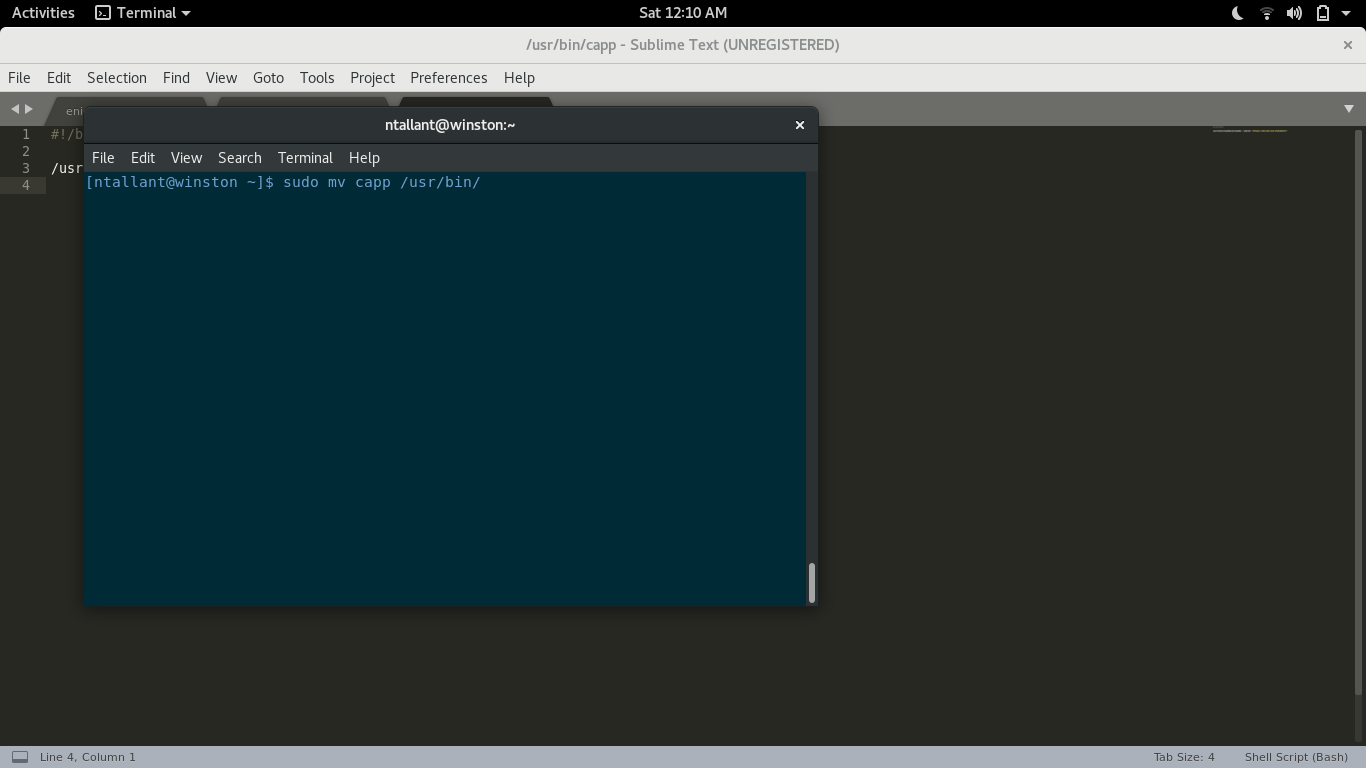 Activities Terminal Sat 12:10 AM
/usr/bin/capp - Sublime Text (UNREGISTERED)
File Edit Selection Find View Goto Tools Project Preferences Help
eni
ntallant@winston:~
File Edit View Search Terminal Help
[ntallant@winston ~]$ sudo mv capp /usr/bin/
1 #!/b
2
3 /usr
4
Line 4, Column 1 Tab Size: 4 Shell Script (Bash)